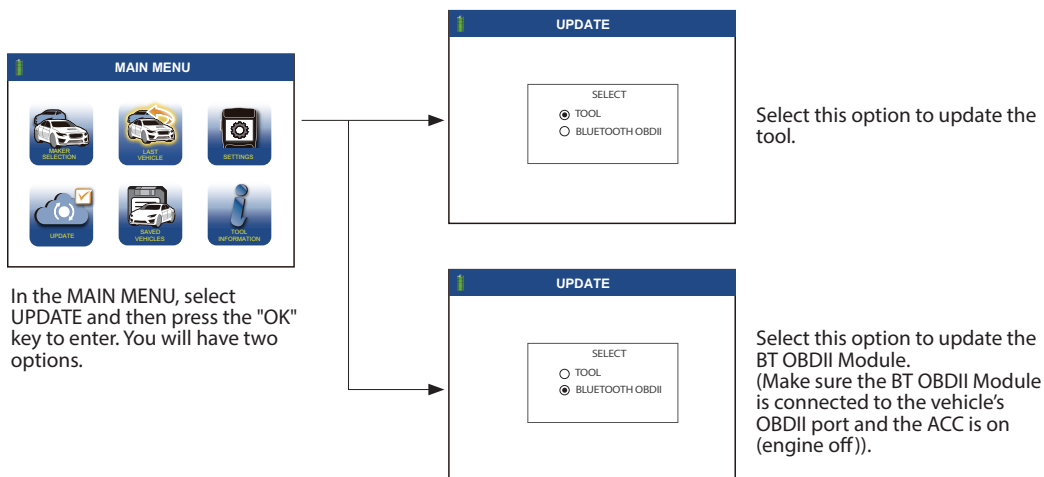 MAIN MENU
MAKER
SELECTION
LAST
VEHICLE
SETTINGS
UPDATE
SAVED
VEHICLES
TOOL
INFORMATION
In the MAIN MENU, select
UPDATE and then press the "OK"
key to enter. You will have two
options.
UPDATE
SELECT
TOOL
BLUETOOTH OBDII
Select this option to update the
tool.
UPDATE
SELECT
TOOL
BLUETOOTH OBDII
Select this option to update the
BT OBDII Module.
(Make sure the BT OBDII Module
is connected to the vehicle’s
OBDII port and the ACC is on
(engine off)).